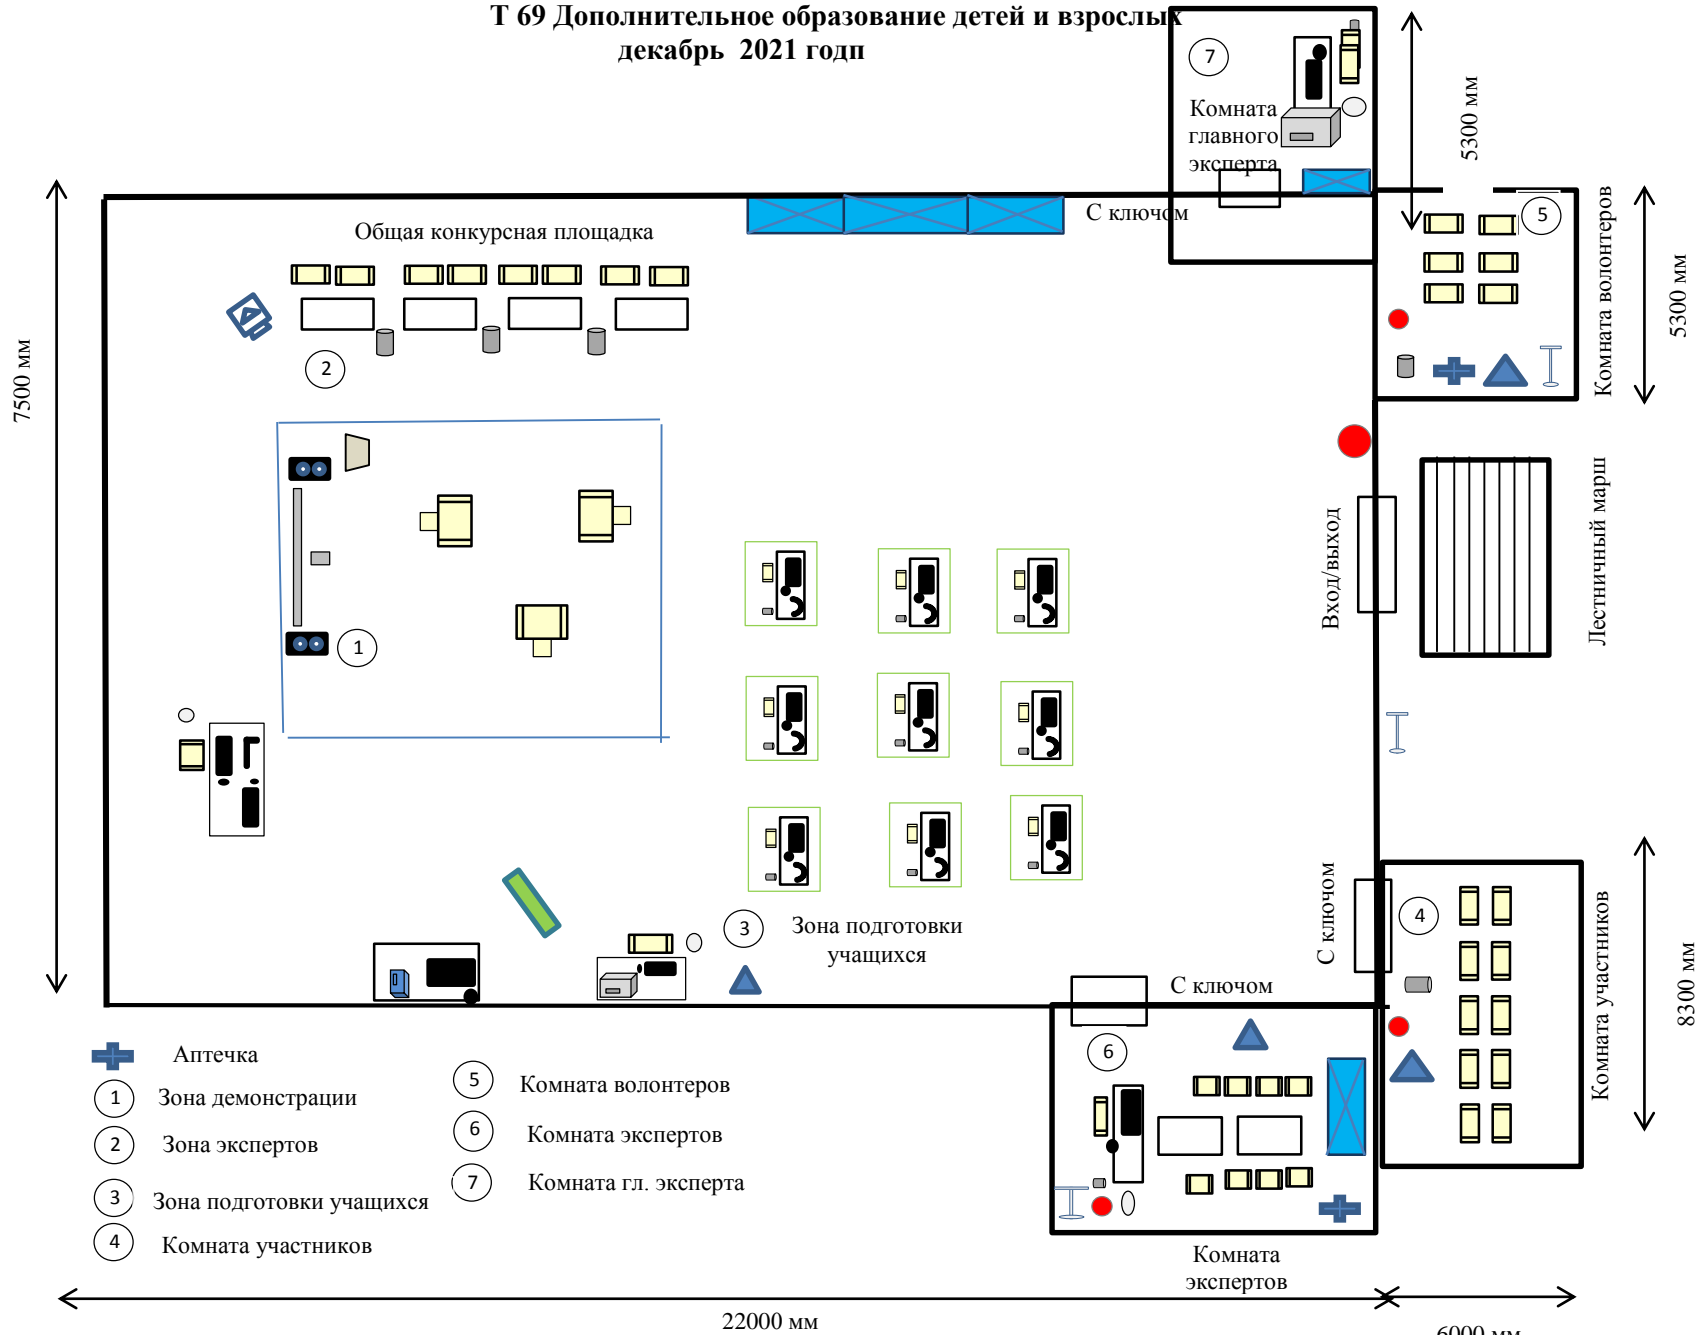 Т 69 Дополнительное образование детей и взрослых
декабрь 2021 годп
7
Комната
главного
эксперта
5300 мм
С ключом
5
Комната волонтеров
5300 мм
Общая конкурсная площадка
2
7500 мм
1
Вход/выход
Лестничный марш
3
Зона подготовки
учащихся
С ключом
4
Комната участников
8300 мм
С ключом
6
Комната
экспертов
Аптечка
1 Зона демонстрации
2 Зона экспертов
3 Зона подготовки учащихся
4 Комната участников
5 Комната волонтеров
6 Комната экспертов
7 Комната гл. эксперта
22000 мм
6000 мм